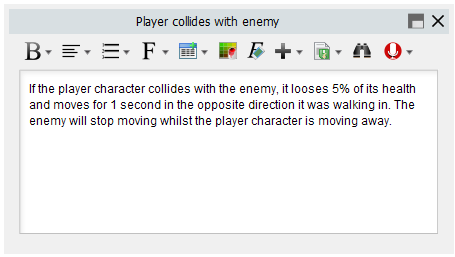 Player collides with enemy
B F
If the player character collides with the enemy, it looses 5% of its health
and moves for 1 second in the opposite direction it was walking in. The
enemy will stop moving whilst the player character is moving away.